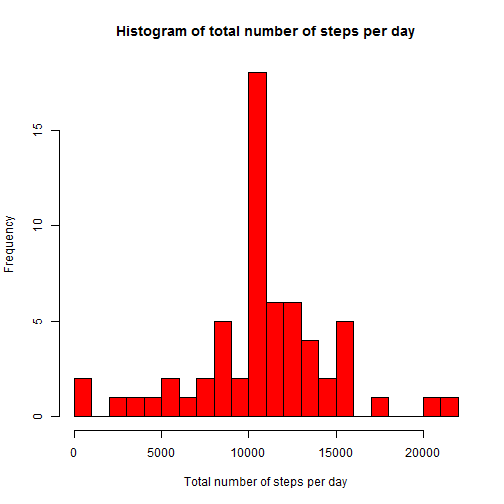 Histogram of total number of steps per day
Frequency
15
10
5
0
0 5000 10000 15000 20000
Total number of steps per day